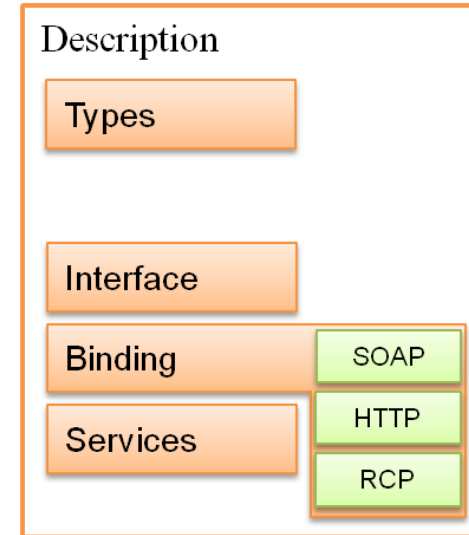 Description
Types
Interface
Binding
SOAP
HTTP
Services
RCP